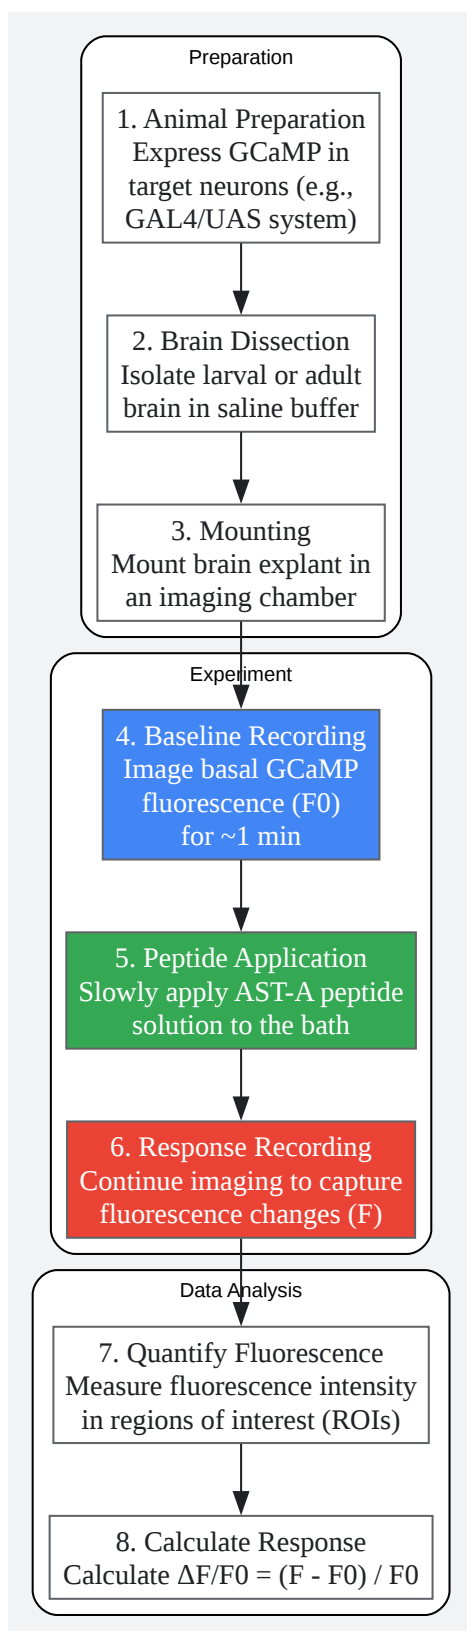 Preparation
1. Animal Preparation
Express GCaMP in
target neurons (e.g.,
GAL4/UAS system)
2. Brain Dissection
Isolate larval or adult
brain in saline buffer
3. Mounting
Mount brain explant in
an imaging chamber
Experiment
4. Baseline Recording
Image basal GCaMP
fluorescence (F0)
for ~1 min
5. Peptide Application
Slowly apply AST-A peptide
solution to the bath
6. Response Recording
Continue imaging to capture
fluorescence changes (F)
Data Analysis
7. Quantify Fluorescence
Measure fluorescence intensity
in regions of interest (ROIs)
8. Calculate Response
Calculate ΔF/F0 = (F - F0) / F0